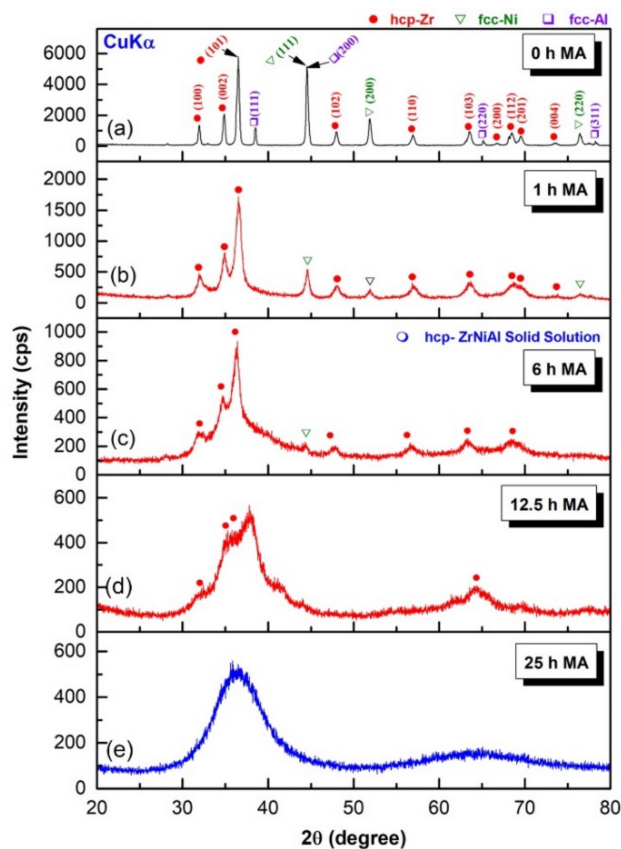 ● hcp-Zr ▽ fcc-Ni ❑ fcc-Al
CuKα
0 h MA
(100)
(002)
(101)
(111)
(111)
(200)
(102)
(200)
(110)
(103)
(220)
(200)
(112)
(201)
(004)
(220)
(311)
6000
4000
2000
0
(a)
1 h MA
2000
1500
1000
500
0
(b)
❍ hcp- ZrNiAl Solid Solution
6 h MA
1000
800
600
400
200
0
(c)
12.5 h MA
600
400
200
0
(d)
25 h MA
600
400
200
0
(e)
Intensity (cps)
20 30 40 50 60 70 80
2θ (degree)